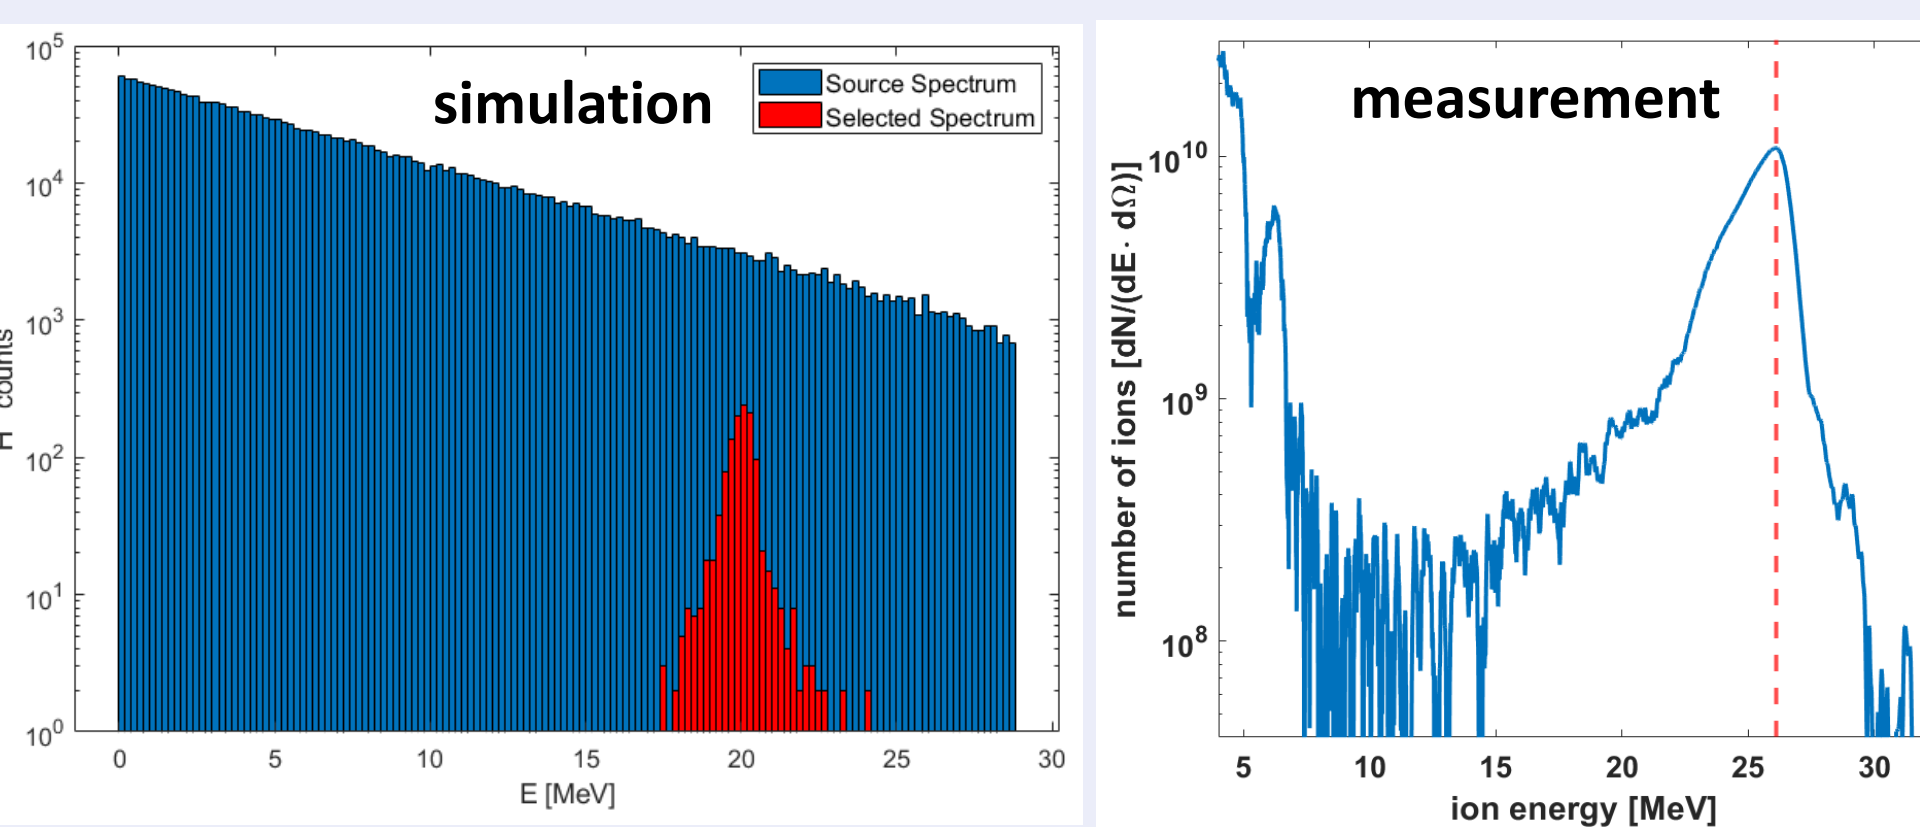 simulation
Source Spectrum
Selected Spectrum
10^5
10^4
10^3
10^2
10^1
10^0
counts
0 5 10 15 20 25 30
E [MeV]
measurement
number of ions [dN/(dE· dΩ)]
10^10
10^9
10^8
5 10 15 20 25 30
ion energy [MeV]